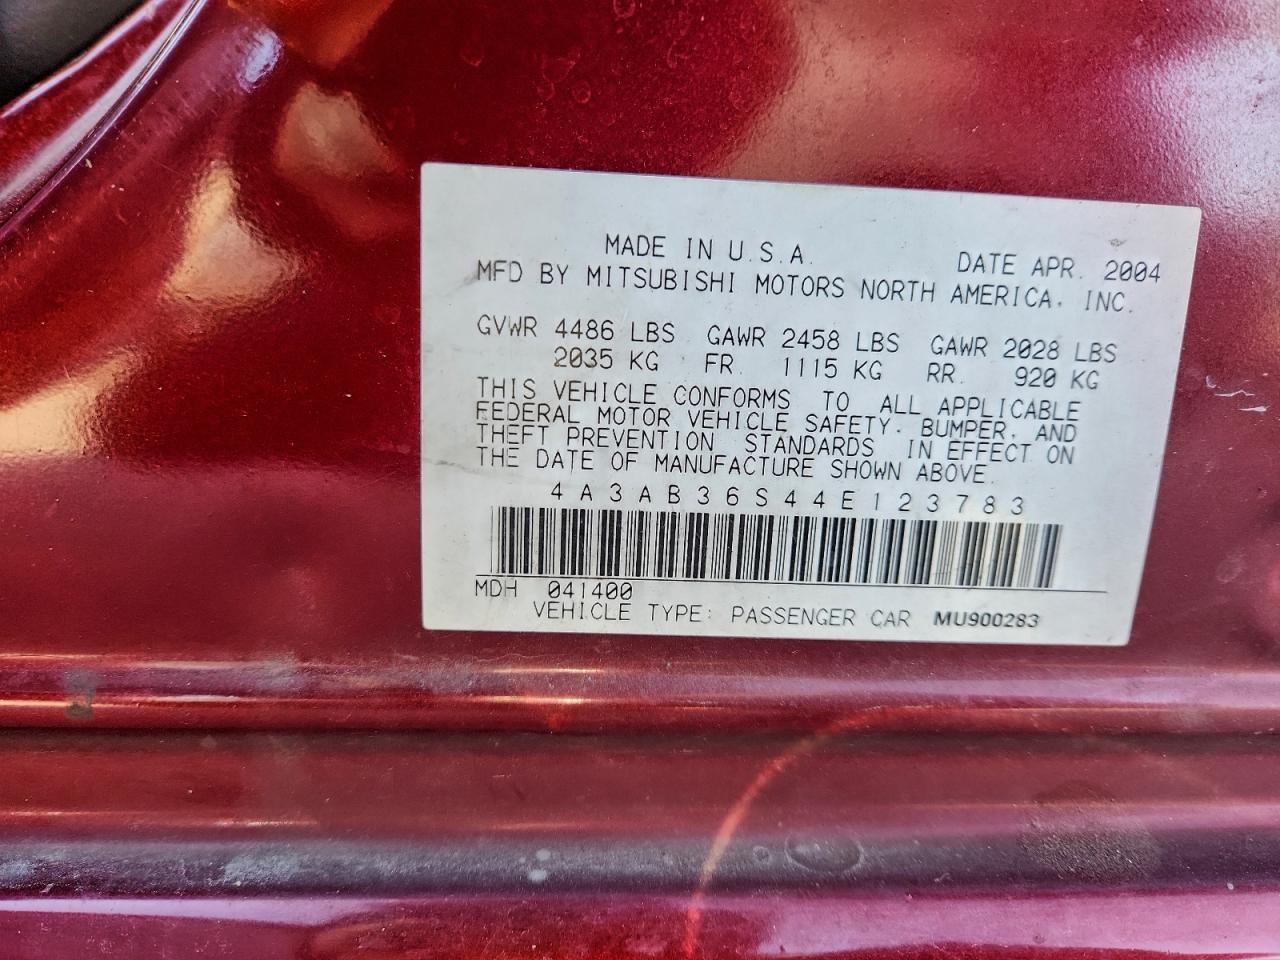 MADE IN U.S.A. DATE APR. 2004
MFD BY MITSUBISHI MOTORS NORTH AMERICA, INC.
GVWR 4486 LBS GAWR 2458 LBS GAWR 2028 LBS
2035 KG FR. 1115 KG RR. 920 KG
THIS VEHICLE CONFORMS TO ALL APPLICABLE
FEDERAL MOTOR VEHICLE SAFETY, BUMPER, AND
THEFT PREVENTION STANDARDS IN EFFECT ON
THE DATE OF MANUFACTURE SHOWN ABOVE.
4A3AB36S44E123783
MDH 041400
VEHICLE TYPE: PASSENGER CAR MU900283